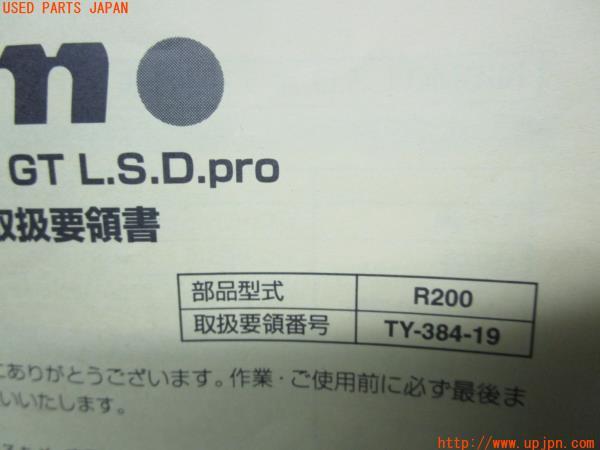 USED PARTS JAPAN
m
GT L.S.D.pro
取扱要領書
部品型式 R200
取扱要領番号 TY-384-19
にありがとうございます。作業・ご使用前に必ず最後ま
いいたします。
http://www.upjpn.com